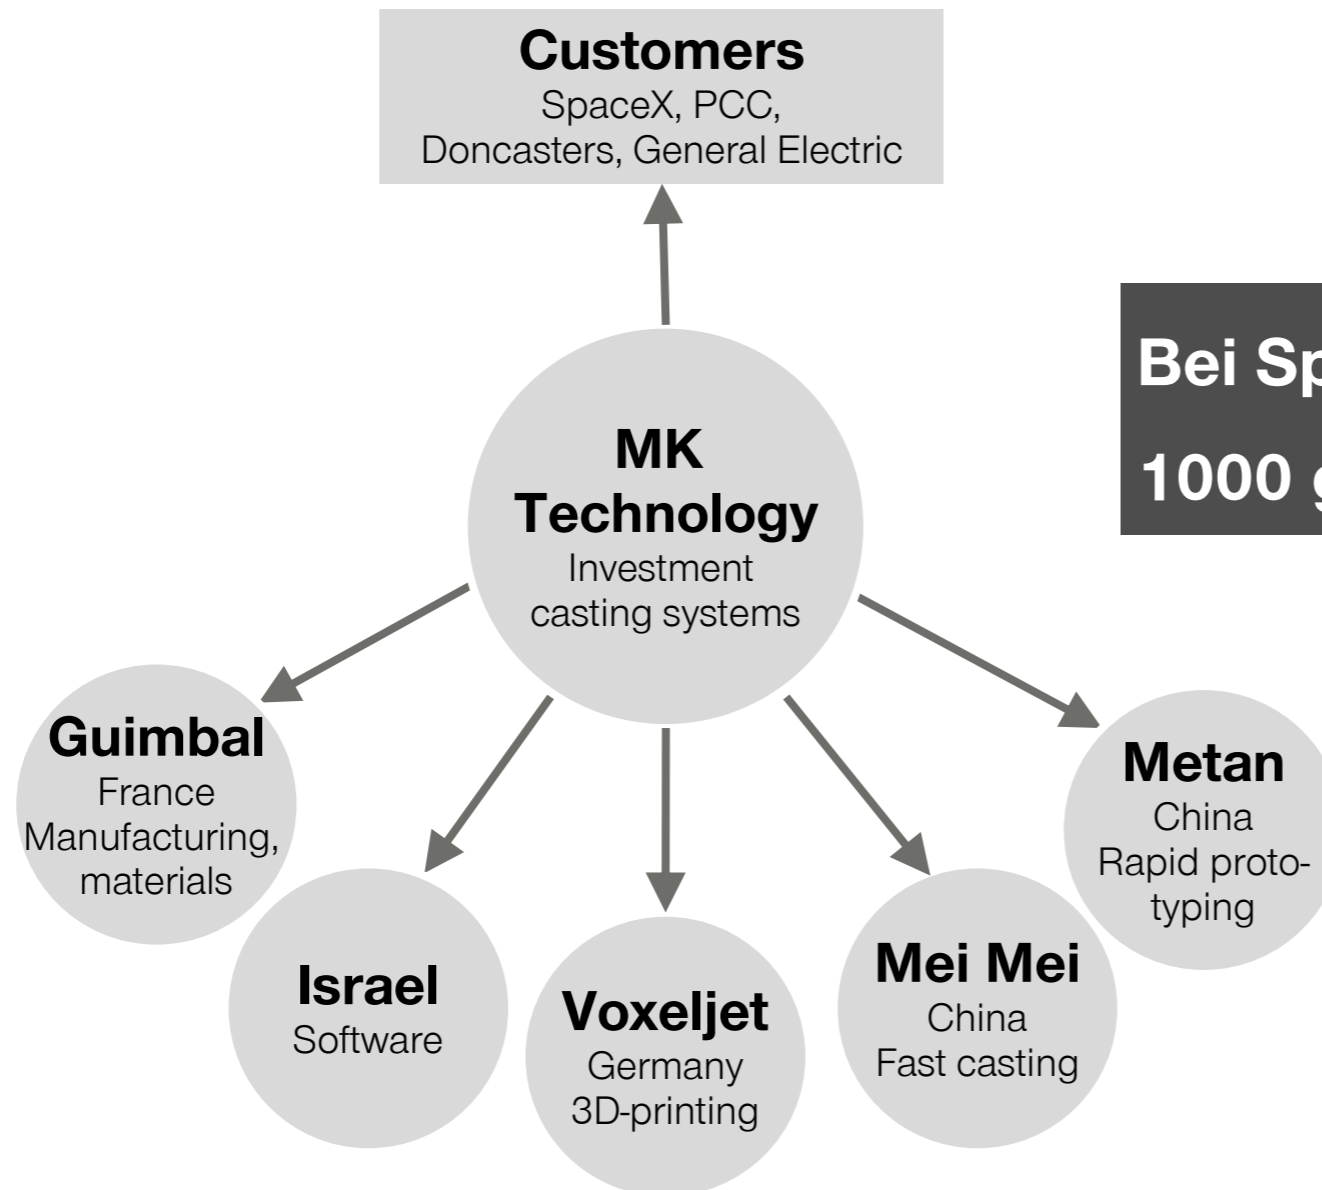 Customers
SpaceX, PCC,
Doncasters, General Electric
Bei
1000
MK
Technology
Investment
casting systems
Guimbal
France
Manufacturing,
materials
Israel
Software
Voxeljet
Germany
3D-printing
Mei Mei
China
Fast casting
Metan
China
Rapid proto-
typing